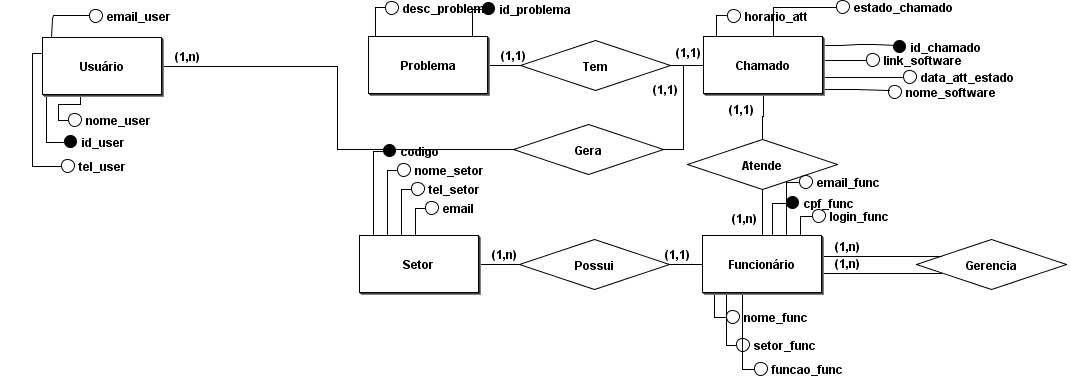 email_user
desc_problema
id_problema
horario_att
estado_chamado
Usuário
(1,n)
Problema
(1,1)
Tem
(1,1)
Chamado
id_chamado
link_software
data_att_estado
nome_software
(1,1)
(1,1)
nome_user
id_user
tel_user
Gera
codigo
nome_setor
tel_setor
email
Atende
email_func
cpf_func
login_func
(1,n)
Setor
(1,n)
Possui
(1,1)
Funcionário
(1,n)
(1,n)
Gerencia
nome_func
setor_func
funcao_func